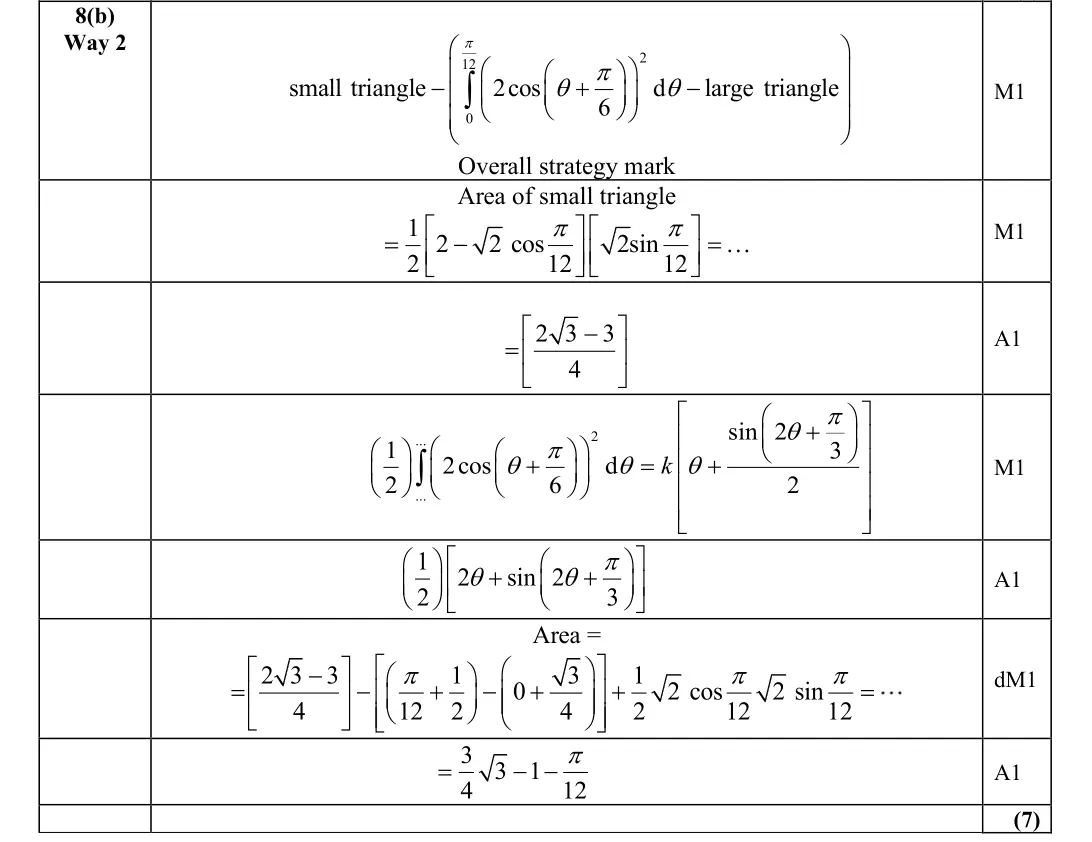 8(b)
Way 2
small triangle − ( ∫_0^{π/12} (2cos(θ + π/6))² dθ − large triangle )
M1
Overall strategy mark
Area of small triangle
= 1/2 [2 − √2 cos π/12] [√2sin π/12] = …
M1
= [ (2√3 − 3)/4 ]
A1
(1/2) ∫_{...}^{...} (2cos(θ + π/6))² dθ = k [ θ + sin(2θ + π/3)/2 ]
M1
(1/2) [ 2θ + sin(2θ + π/3) ]
A1
Area =
= [ (2√3 − 3)/4 ] − [ (π/12 + 1/2) − (0 + √3/4) ] + 1/2 √2 cos π/12 √2 sin π/12 = ⋯
dM1
= 3/4 √3 − 1 − π/12
A1
(7)